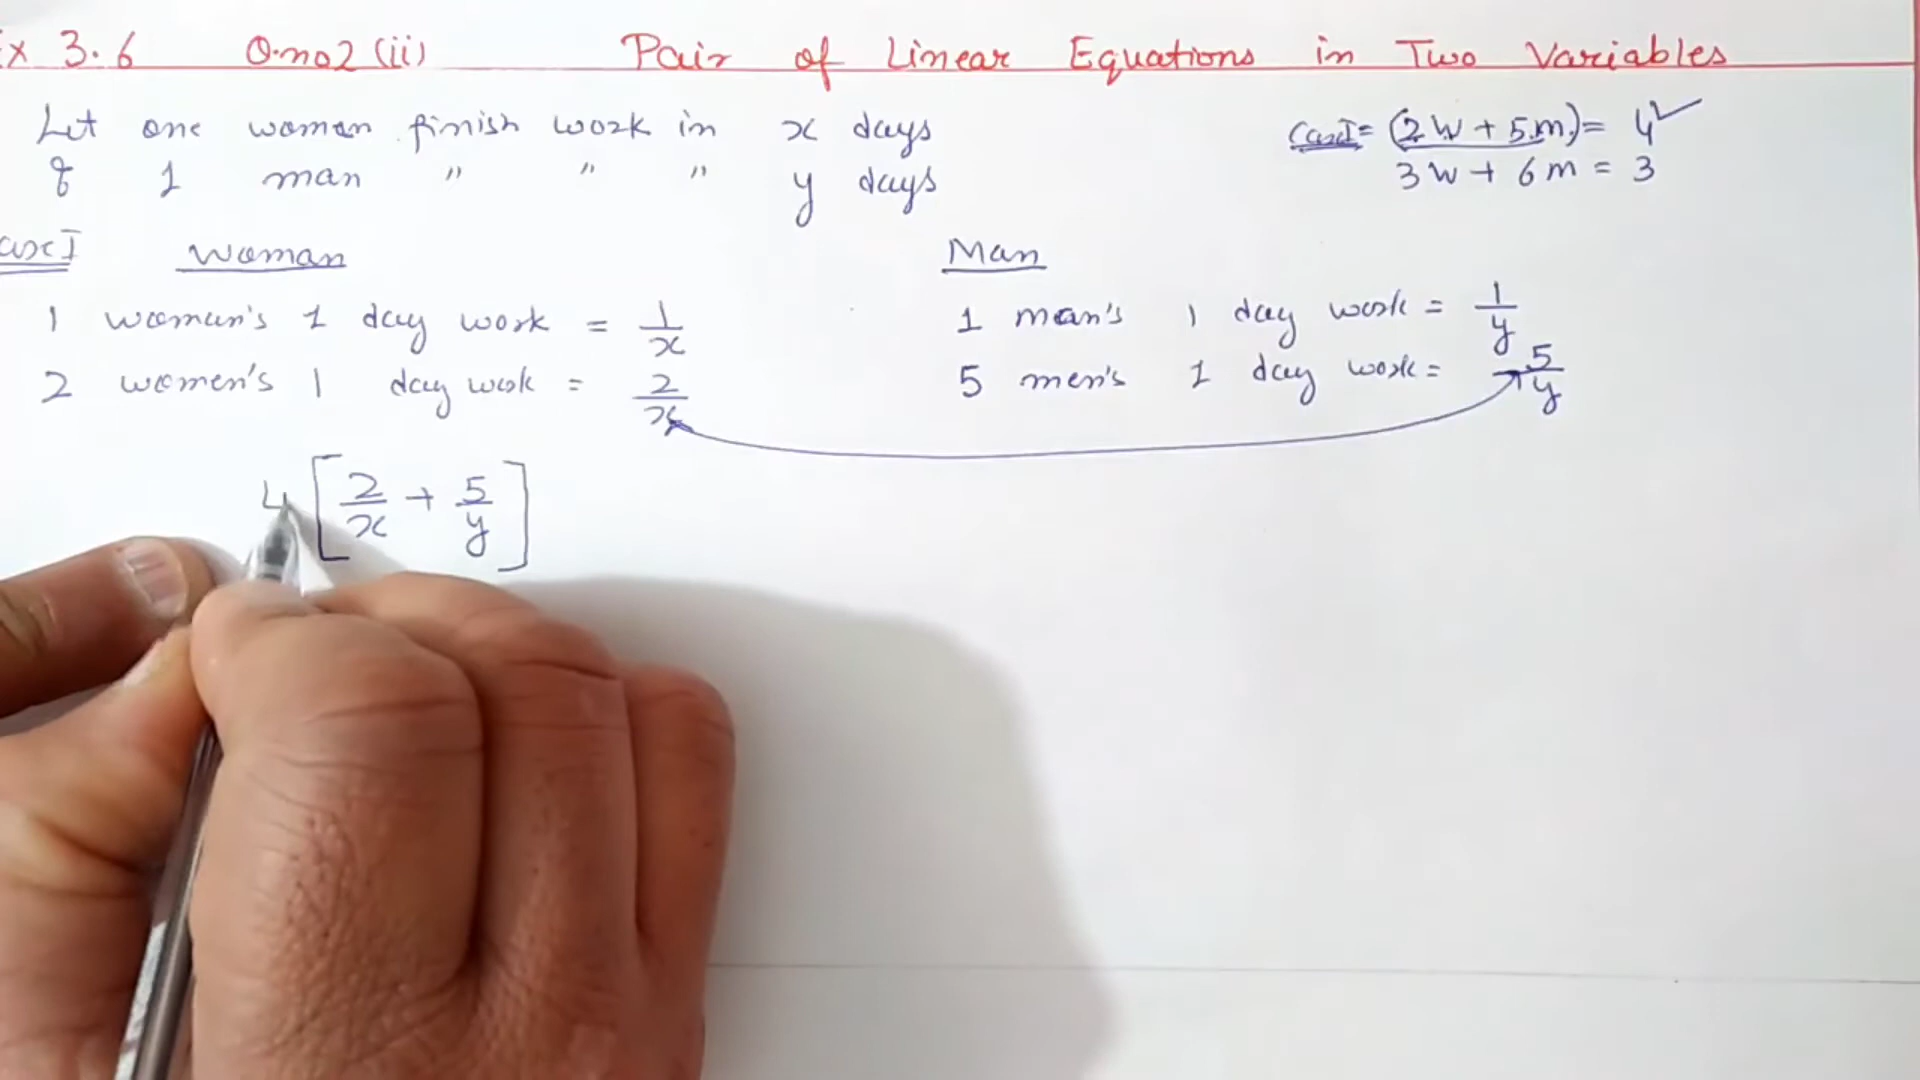 Ex 3.6 Q.no2 (ii) Pair of Linear Equations in Two Variables
Let one woman finish work in x days
& 1 man " " " y days
Case I = (2W + 5m) = 4
3W + 6m = 3
Case I Woman
Man
1 woman's 1 day work = 1/x
1 man's 1 day work = 1/y
2 women's 1 day work = 2/x
5 men's 1 day work = 5/y
4 [2/x + 5/y]